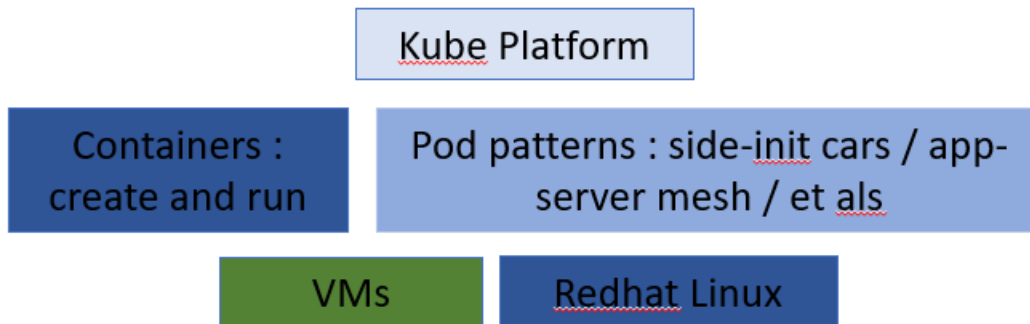 Kube Platform
Containers :
create and run
Pod patterns : side-init cars / app-
server mesh / et als
VMs
Redhat Linux